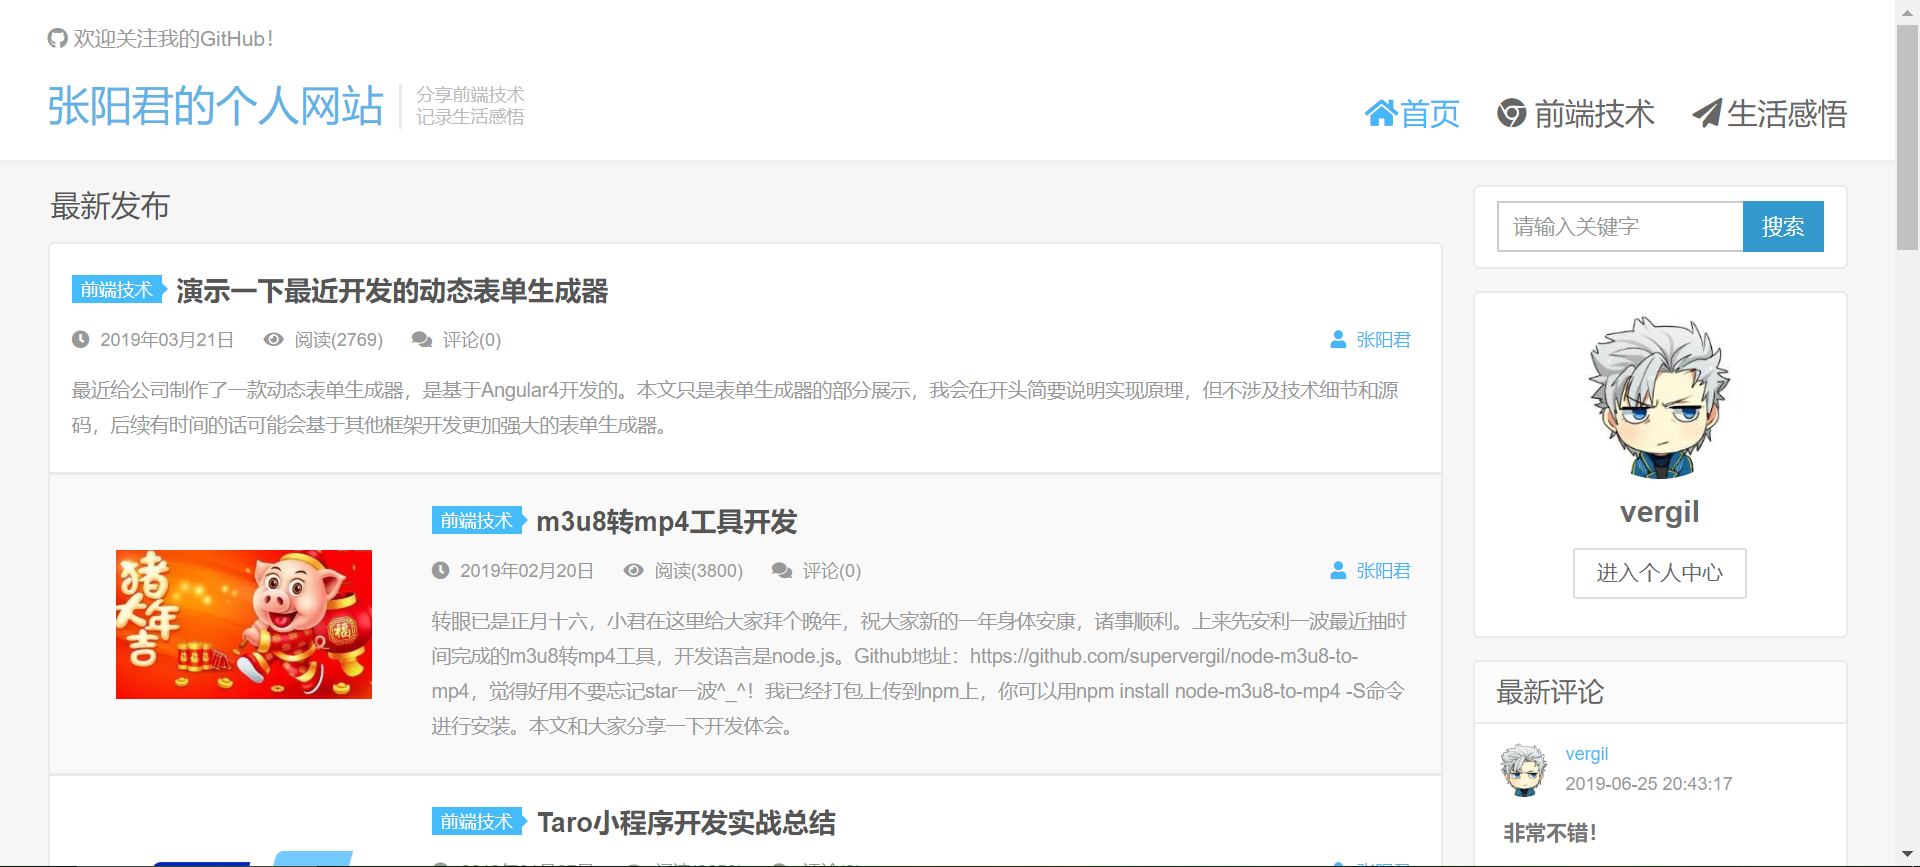 欢迎关注我的GitHub！
张阳君的个人网站
分享前端技术
记录生活感悟
首页 前端技术 生活感悟
最新发布
前端技术 演示一下最近开发的动态表单生成器
2019年03月21日 阅读(2769) 评论(0) 张阳君
最近给公司制作了一款动态表单生成器，是基于Angular4开发的。本文只是表单生成器的部分展示，我会在开头简要说明实现原理，但不涉及技术细节和源
码，后续有时间的话可能会基于其他框架开发更加强大的表单生成器。
猪
大年
吉
福
前端技术 m3u8转mp4工具开发
2019年02月20日 阅读(3800) 评论(0) 张阳君
转眼已是正月十六，小君在这里给大家拜个晚年，祝大家新的一年身体安康，诸事顺利。上来先安利一波最近抽时
间完成的m3u8转mp4工具，开发语言是node.js。Github地址：https://github.com/supervergil/node-m3u8-to-
mp4，觉得好用不要忘记star一波^_^！我已经打包上传到npm上，你可以用npm install node-m3u8-to-mp4 -S命令
进行安装。本文和大家分享一下开发体会。
前端技术 Taro小程序开发实战总结
请输入关键字 搜索
vergil
进入个人中心
最新评论
vergil
2019-06-25 20:43:17
非常不错！